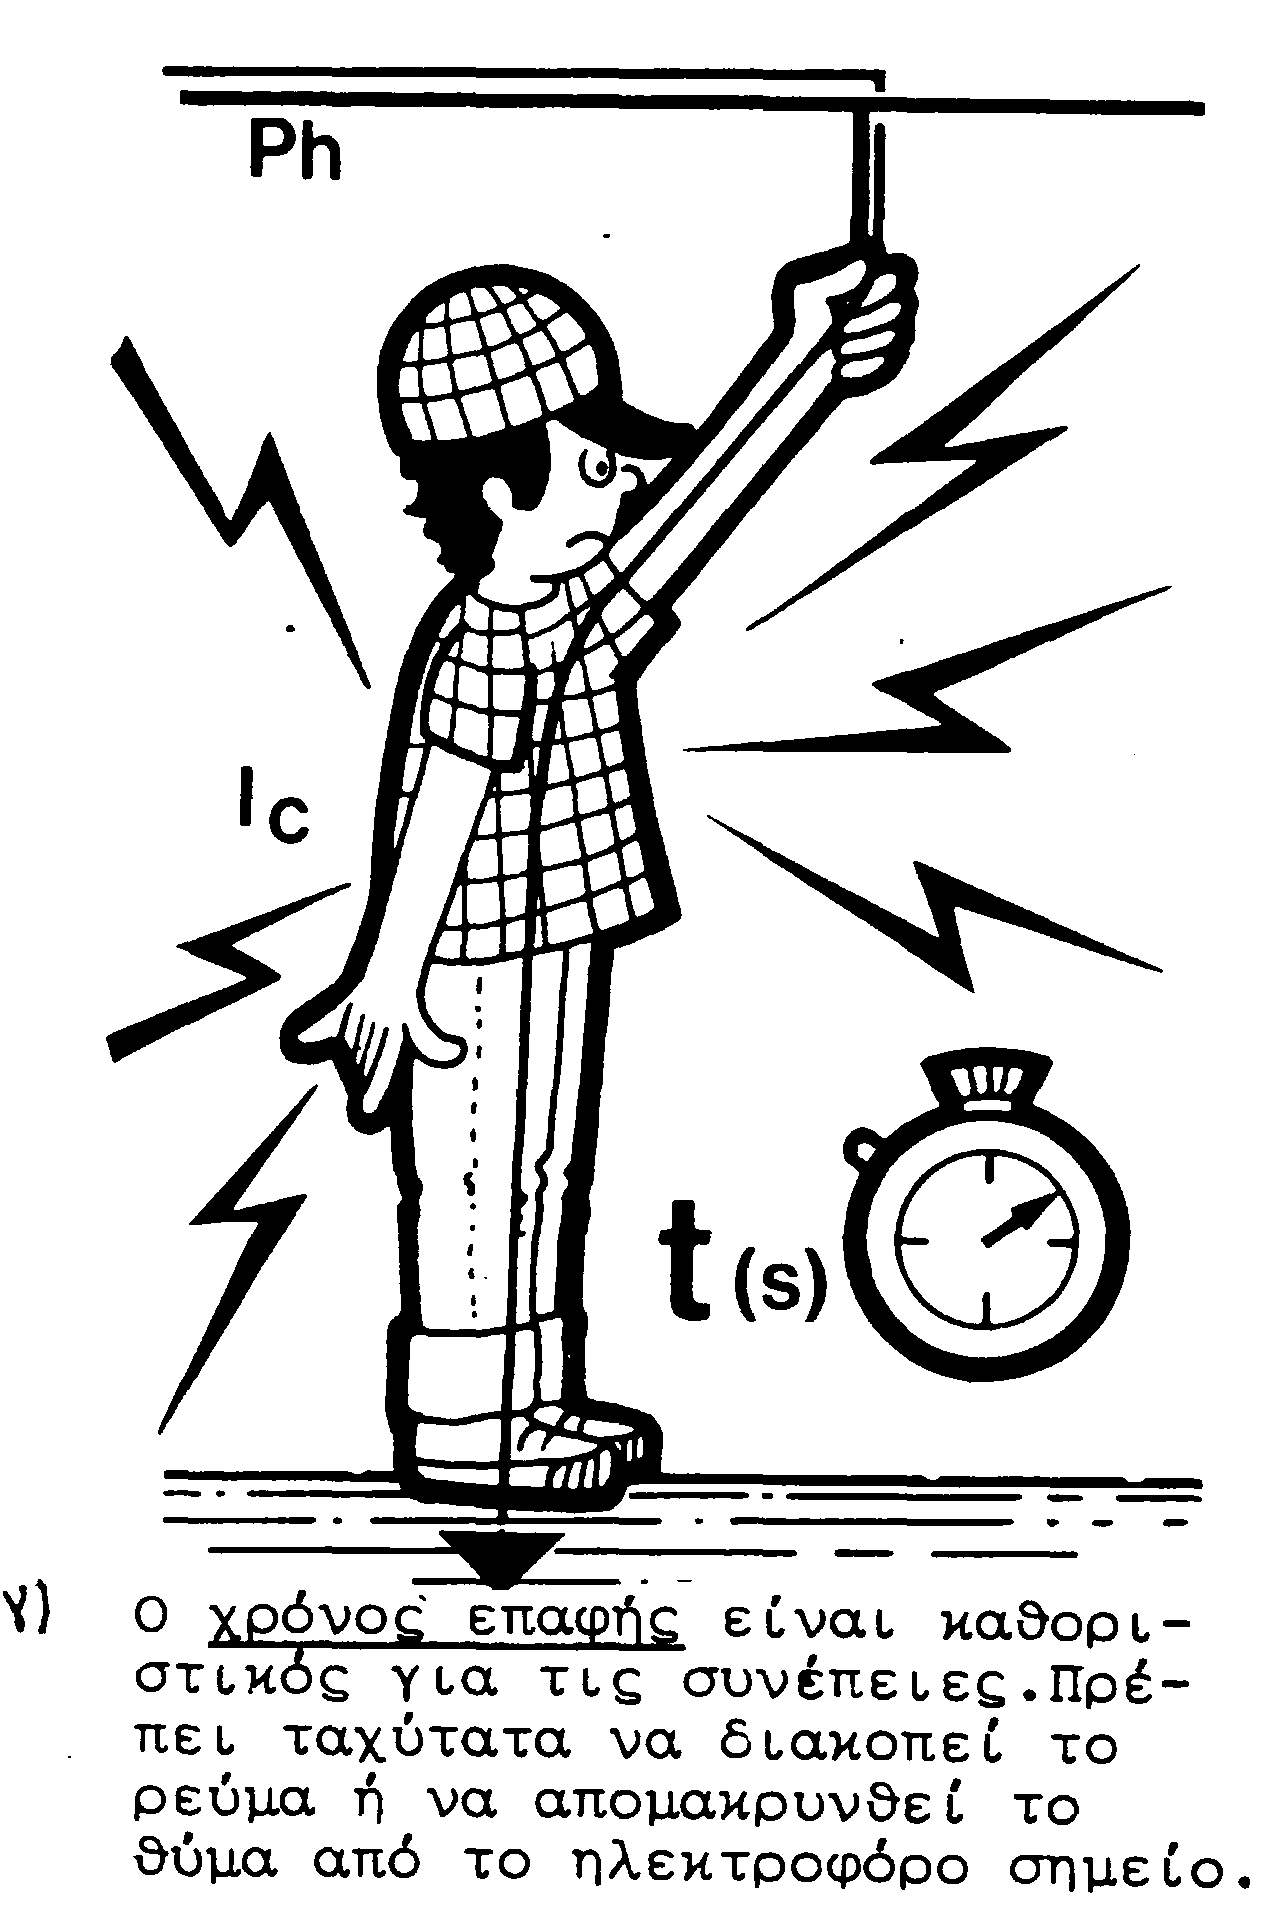 Ph
Ic
t (s)
γ) Ο χρόνος επαφής είναι καθορι-
στικός για τις συνέπειες. Πρέ-
πει ταχύτατα να διακοπεί το
ρεύμα ή να απομακρυνθεί το
θύμα από το ηλεκτροφόρο σημείο.